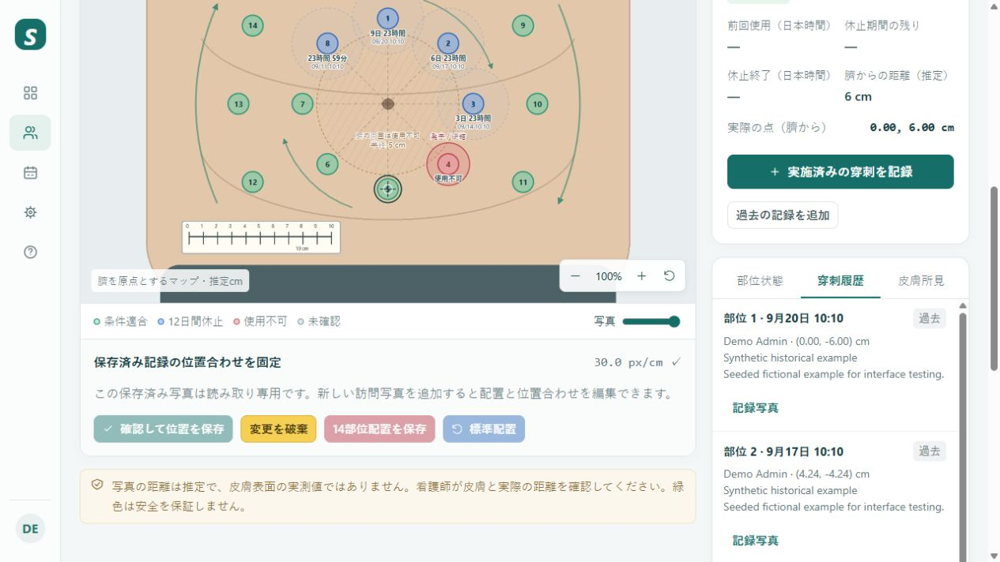 S
14
1
9日 23時間
09/20 10:10
9
8
23時間 59分
09/11 10:10
2
6日 23時間
09/17 10:10
13
7
3
3日 23時間
09/14 10:10
10
臍の周囲は使用不可
半径 5 cm
発赤 / 硬結
6
4
使用不可
12
11
0 1 2 3 4 5 6 7 8 9 10
10 cm
臍を原点とするマップ・推定cm
100%
条件適合
12日間休止
使用不可
未確認
写真
保存済み記録の位置合わせを固定
30.0 px/cm ✓
この保存済み写真は読み取り専用です。新しい訪問写真を追加すると配置と位置合わせを編集できます。
✓ 確認して位置を保存
変更を破棄
14部位配置を保存
標準配置
写真の距離は推定で、皮膚表面の実測値ではありません。看護師が皮膚と実際の距離を確認してください。緑
色は安全を保証しません。
DE
前回使用（日本時間）
休止期間の残り
—
—
休止終了（日本時間）
臍からの距離（推定）
—
6 cm
実際の点（臍から）
0.00, 6.00 cm
＋ 実施済みの穿刺を記録
過去の記録を追加
部位状態
穿刺履歴
皮膚所見
部位 1 · 9月20日 10:10
過去
Demo Admin · (0.00, -6.00) cm
Synthetic historical example
Seeded fictional example for interface testing.
記録写真
部位 2 · 9月17日 10:10
過去
Demo Admin · (4.24, -4.24) cm
Synthetic historical example
Seeded fictional example for interface testing.
記録写真